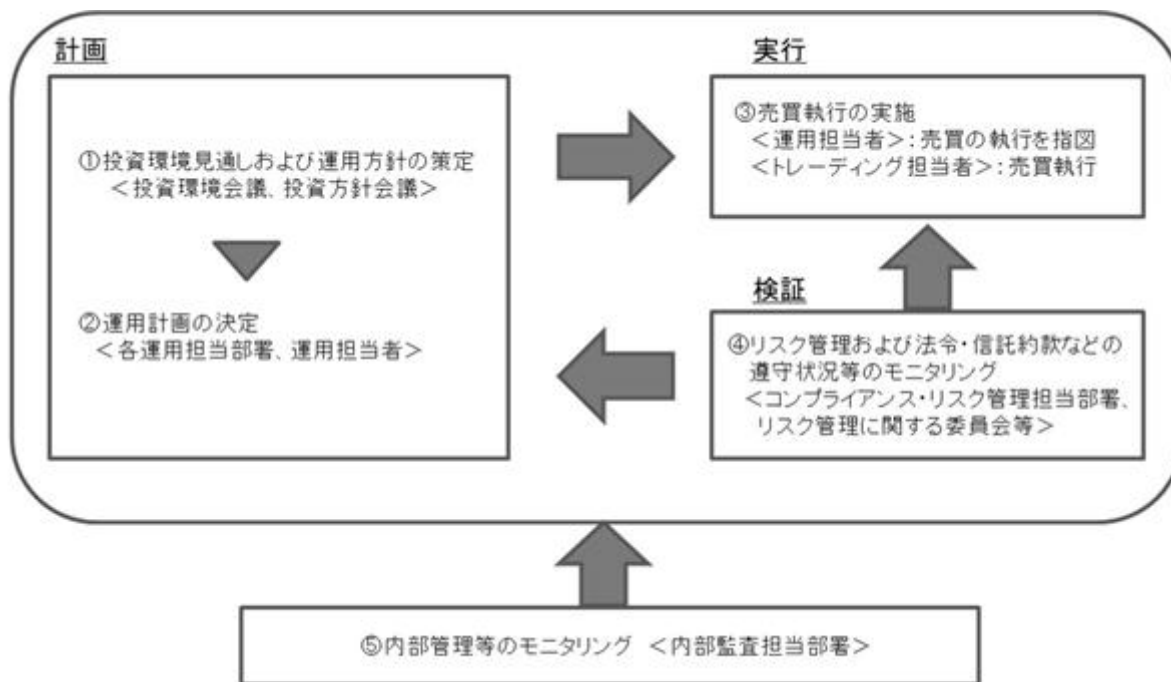 計画
①投資環境見通しおよび運用方針の策定
<投資環境会議、投資方針会議>
②運用計画の決定
<各運用担当部署、運用担当者>
実行
③売買執行の実施
<運用担当者>:売買の執行を指図
<トレーディング担当者>:売買執行
検証
④リスク管理および法令・信託約款などの
遵守状況等のモニタリング
<コンプライアンス・リスク管理担当部署、
リスク管理に関する委員会等>
⑤内部管理等のモニタリング <内部監査担当部署>